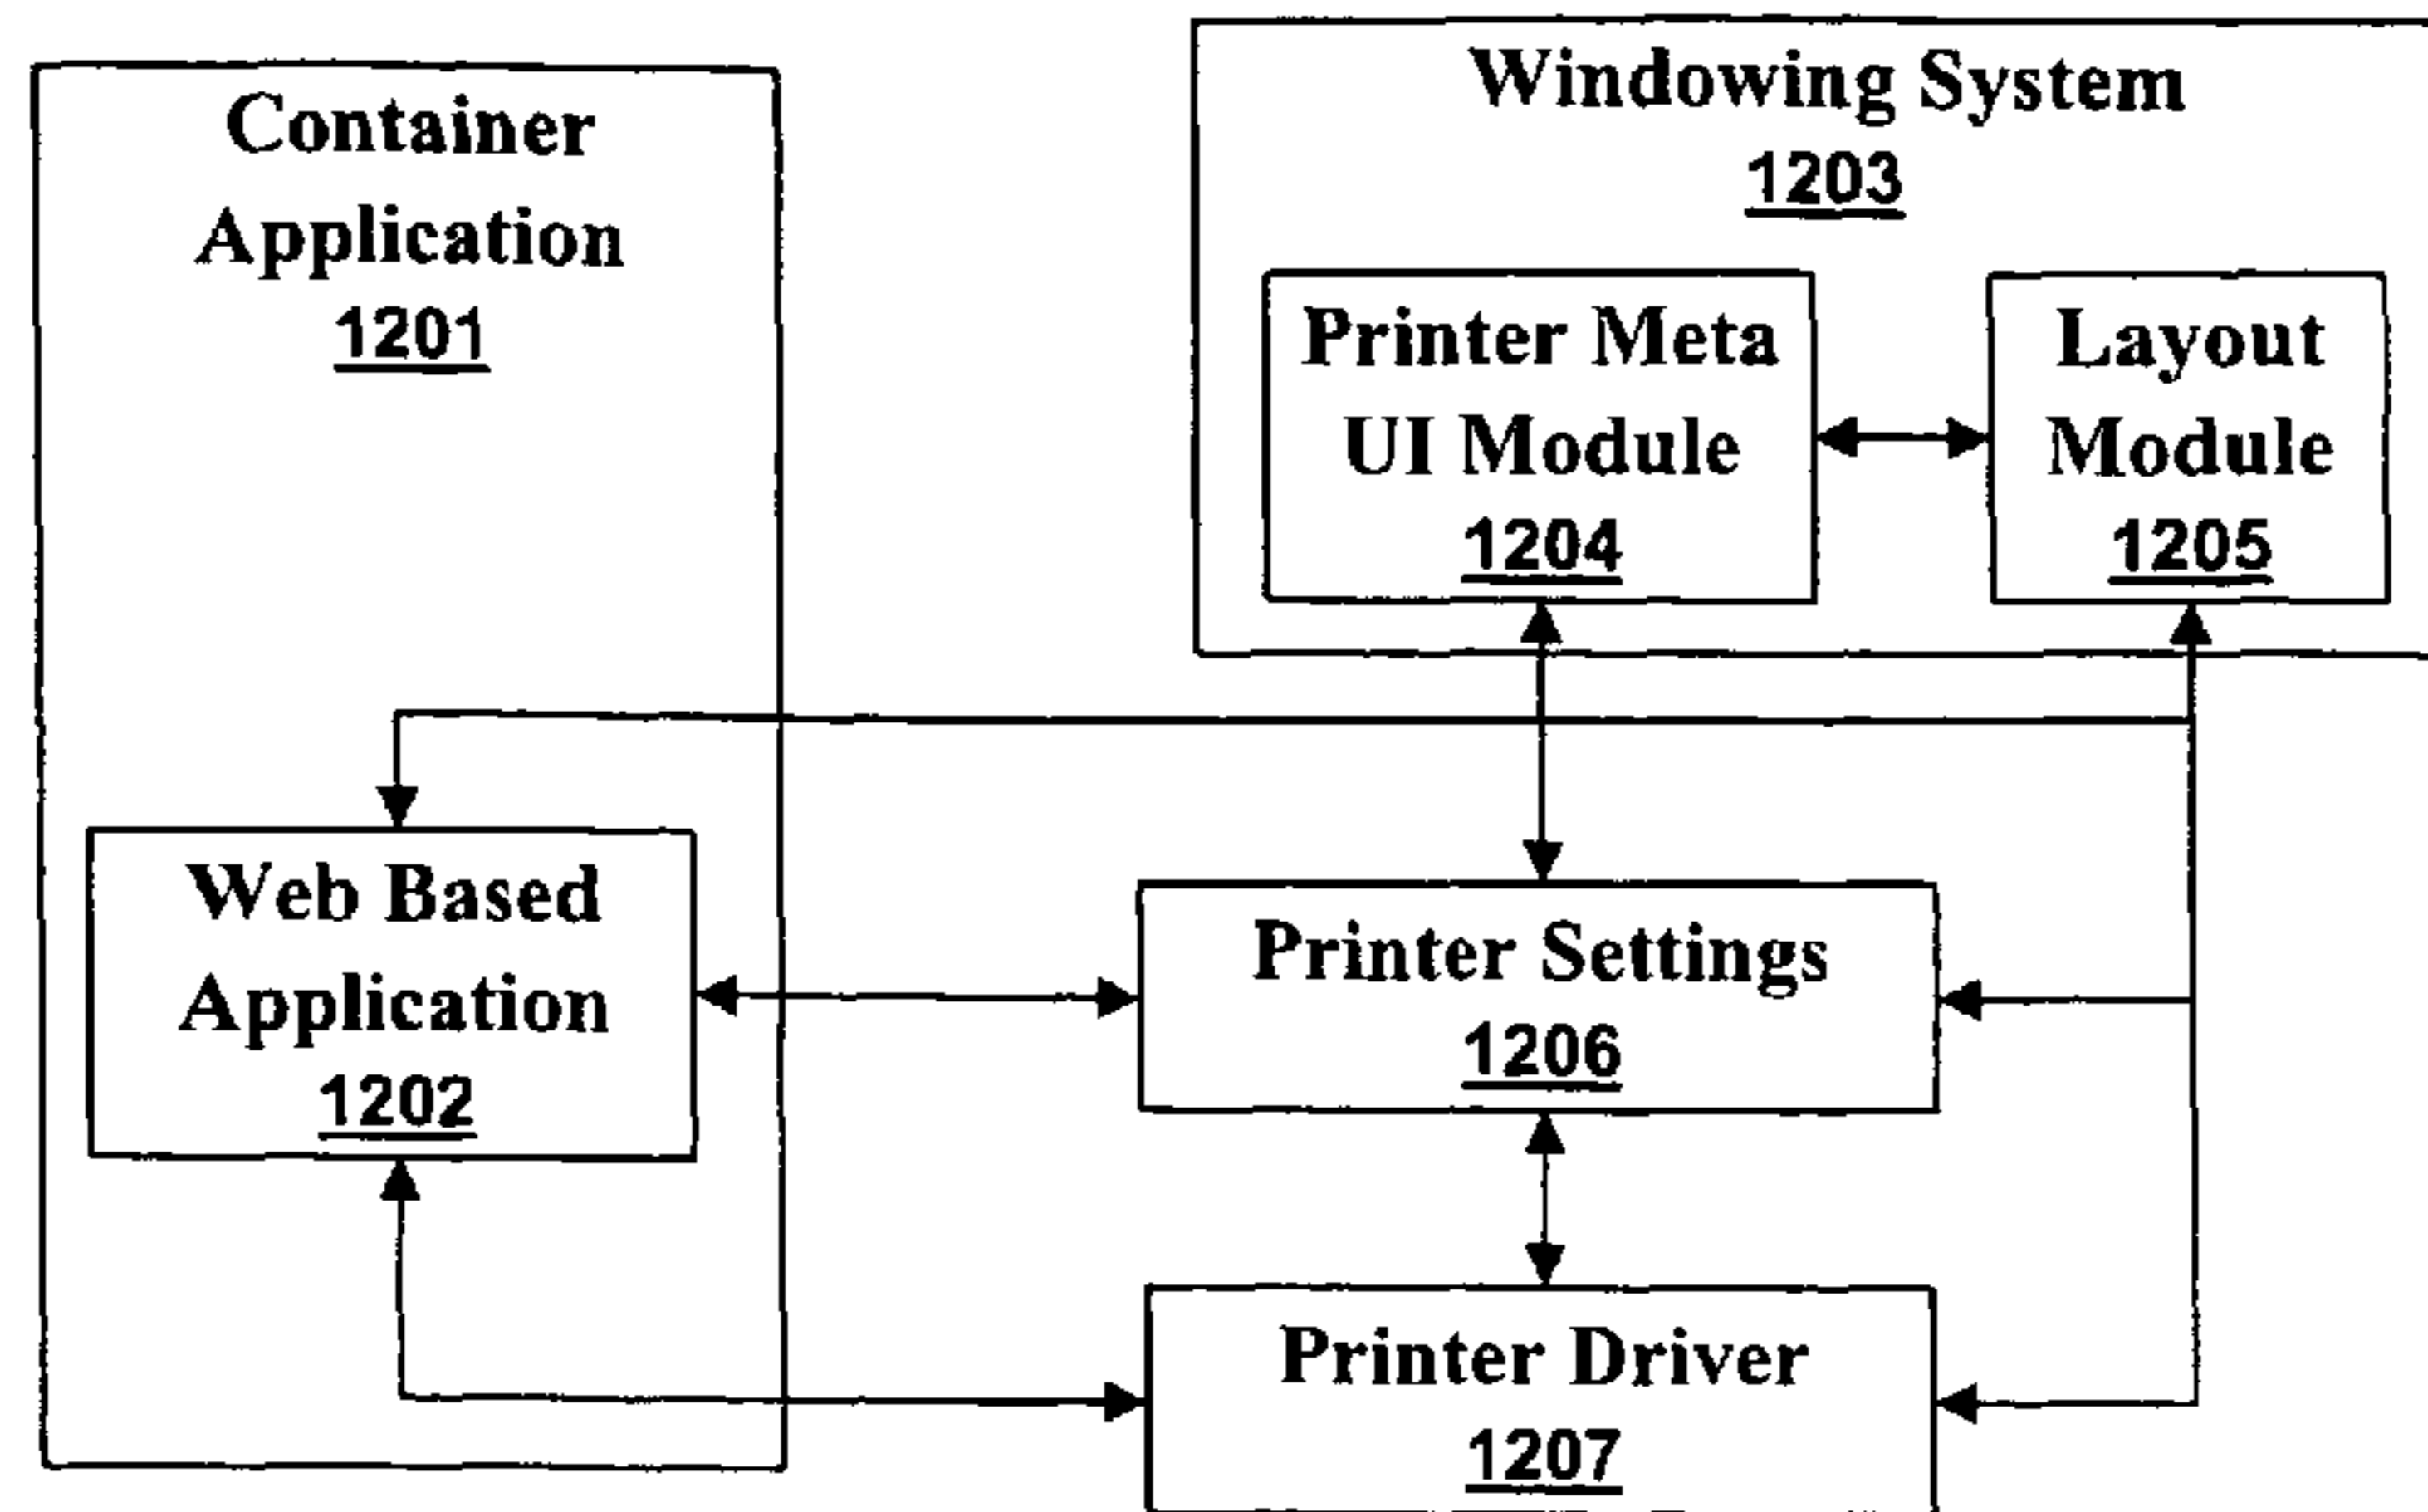 Container
Application
1201
Windowing System
1203
Printer Meta
UI Module
1204
Layout
Module
1205
Web Based
Application
1202
Printer Settings
1206
Printer Driver
1207